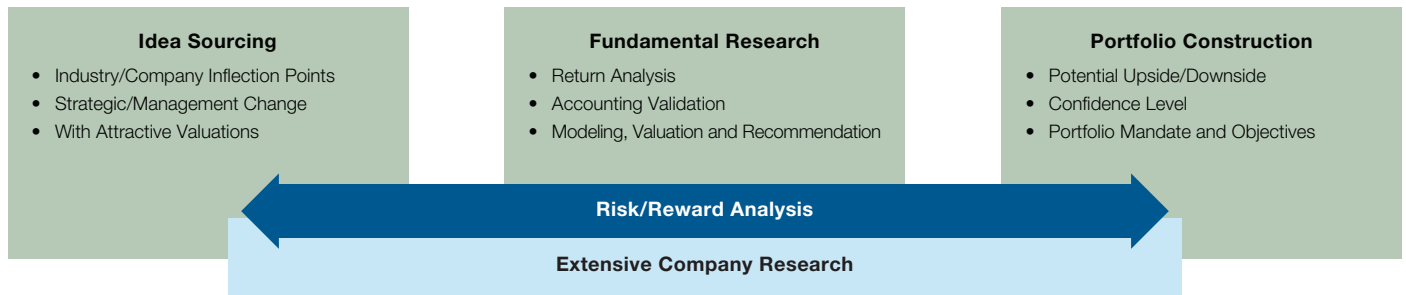 Idea Sourcing
• Industry/Company Inflection Points
• Strategic/Management Change
• With Attractive Valuations
Fundamental Research
• Return Analysis
• Accounting Validation
• Modeling, Valuation and Recommendation
Portfolio Construction
• Potential Upside/Downside
• Confidence Level
• Portfolio Mandate and Objectives
Risk/Reward Analysis
Extensive Company Research